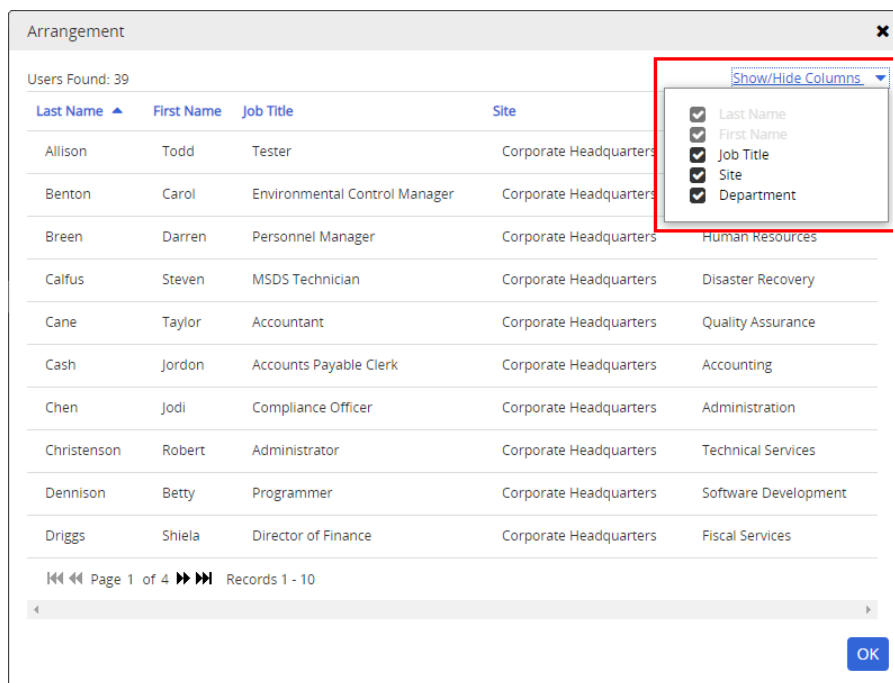 Arrangement
Users Found: 39 Show/Hide Columns
Last Name First Name Job Title Site
Last Name
First Name
Job Title
Site
Department
Allison Todd Tester Corporate Headquarters
Benton Carol Environmental Control Manager Corporate Headquarters
Breen Darren Personnel Manager Corporate Headquarters Human Resources
Calfus Steven MSDS Technician Corporate Headquarters Disaster Recovery
Cane Taylor Accountant Corporate Headquarters Quality Assurance
Cash Jordon Accounts Payable Clerk Corporate Headquarters Accounting
Chen Jodi Compliance Officer Corporate Headquarters Administration
Christenson Robert Administrator Corporate Headquarters Technical Services
Dennison Betty Programmer Corporate Headquarters Software Development
Driggs Shiela Director of Finance Corporate Headquarters Fiscal Services
Page 1 of 4 Records 1 - 10
OK